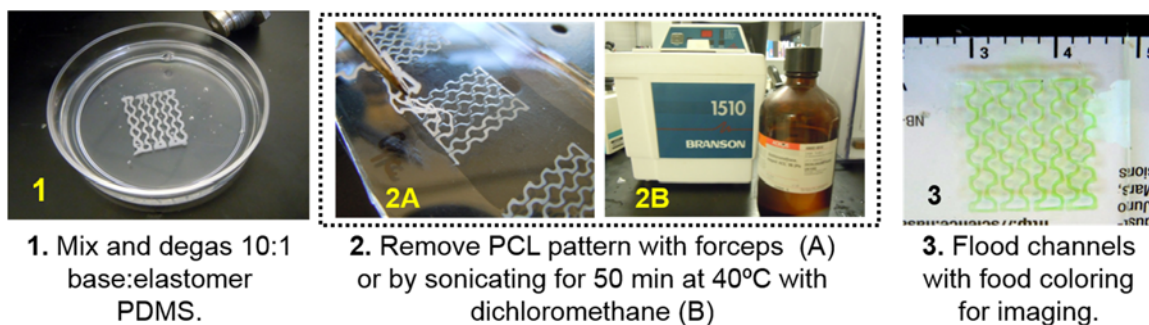 1
2A
2B
1510
BRANSON
3 4 5
NB-
3
1. Mix and degas 10:1
base:elastomer
PDMS.
2. Remove PCL pattern with forceps (A)
or by sonicating for 50 min at 40ºC with
dichloromethane (B)
3. Flood channels
with food coloring
for imaging.